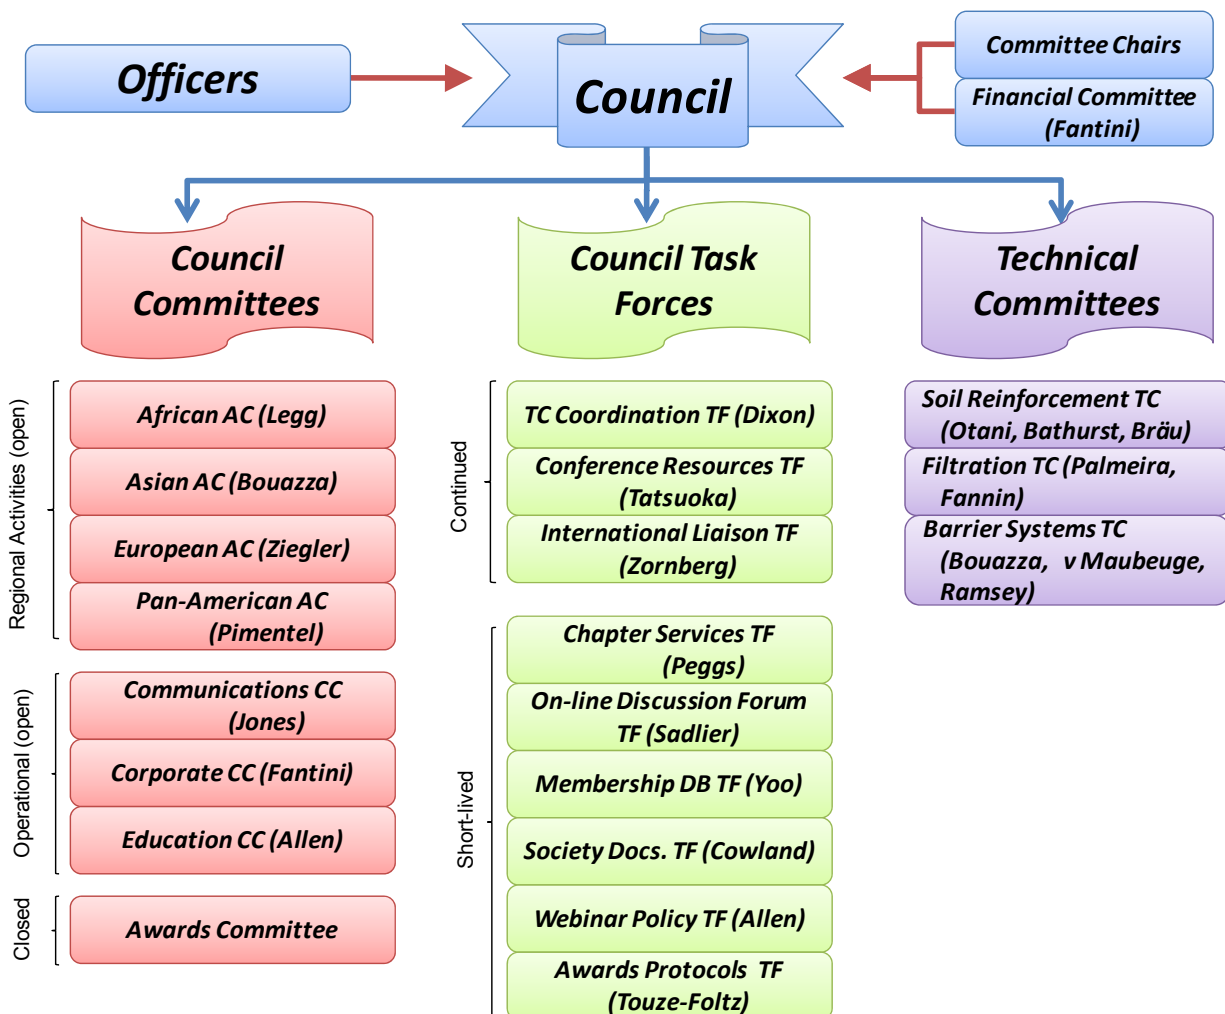 Officers
Council
Committee Chairs
Financial Committee
(Fantini)
Council
Committees
Council Task
Forces
Technical
Committees
Regional Activities (open)
African AC (Legg)
Asian AC (Bouazza)
European AC (Ziegler)
Pan-American AC
(Pimentel)
Operational (open)
Communications CC
(Jones)
Corporate CC (Fantini)
Education CC (Allen)
Closed
Awards Committee
Continued
TC Coordination TF (Dixon)
Conference Resources TF
(Tatsuoka)
International Liaison TF
(Zornberg)
Short-lived
Chapter Services TF
(Peggs)
On-line Discussion Forum
TF (Sadlier)
Membership DB TF (Yoo)
Society Docs. TF (Cowland)
Webinar Policy TF (Allen)
Awards Protocols TF
(Touze-Foltz)
Soil Reinforcement TC
(Otani, Bathurst, Bräu)
Filtration TC (Palmeira,
Fannin)
Barrier Systems TC
(Bouazza, v Maubeuge,
Ramsey)